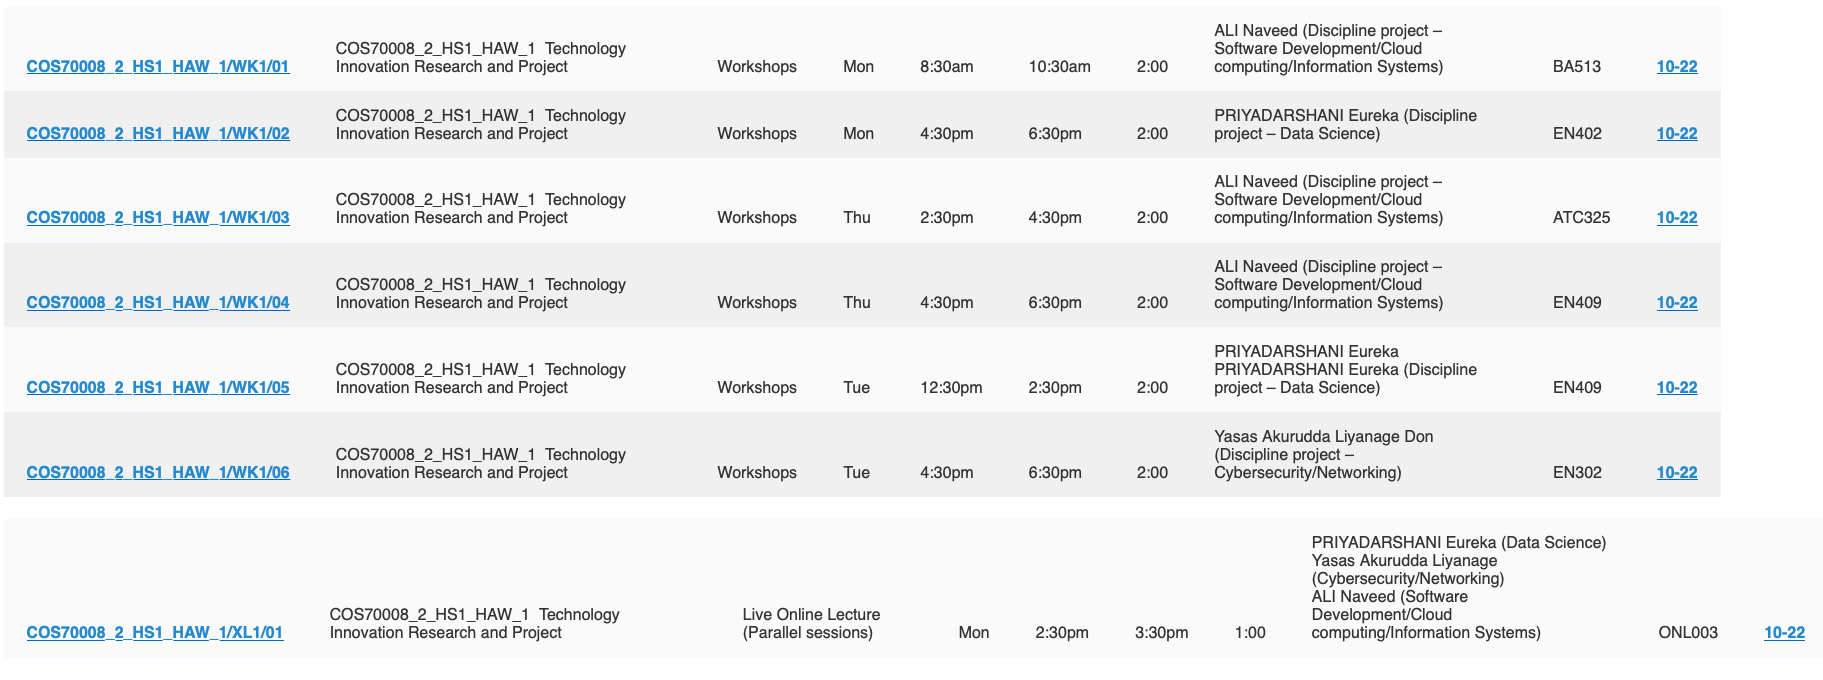 COS70008_2_HS1_HAW_1/WK1/01 COS70008_2_HS1_HAW_1 Technology
Innovation Research and Project Workshops Mon 8:30am 10:30am 2:00 ALI Naveed (Discipline project –
Software Development/Cloud
computing/Information Systems) BA513 10-22
COS70008_2_HS1_HAW_1/WK1/02 COS70008_2_HS1_HAW_1 Technology
Innovation Research and Project Workshops Mon 4:30pm 6:30pm 2:00 PRIYADARSHANI Eureka (Discipline
project – Data Science) EN402 10-22
COS70008_2_HS1_HAW_1/WK1/03 COS70008_2_HS1_HAW_1 Technology
Innovation Research and Project Workshops Thu 2:30pm 4:30pm 2:00 ALI Naveed (Discipline project –
Software Development/Cloud
computing/Information Systems) ATC325 10-22
COS70008_2_HS1_HAW_1/WK1/04 COS70008_2_HS1_HAW_1 Technology
Innovation Research and Project Workshops Thu 4:30pm 6:30pm 2:00 ALI Naveed (Discipline project –
Software Development/Cloud
computing/Information Systems) EN409 10-22
COS70008_2_HS1_HAW_1/WK1/05 COS70008_2_HS1_HAW_1 Technology
Innovation Research and Project Workshops Tue 12:30pm 2:30pm 2:00 PRIYADARSHANI Eureka
PRIYADARSHANI Eureka (Discipline
project – Data Science) EN409 10-22
COS70008_2_HS1_HAW_1/WK1/06 COS70008_2_HS1_HAW_1 Technology
Innovation Research and Project Workshops Tue 4:30pm 6:30pm 2:00 Yasas Akurudda Liyanage Don
(Discipline project –
Cybersecurity/Networking) EN302 10-22
COS70008_2_HS1_HAW_1/XL1/01 COS70008_2_HS1_HAW_1 Technology
Innovation Research and Project Live Online Lecture
(Parallel sessions) Mon 2:30pm 3:30pm 1:00 PRIYADARSHANI Eureka (Data Science)
Yasas Akurudda Liyanage
(Cybersecurity/Networking)
ALI Naveed (Software
Development/Cloud
computing/Information Systems) ONL003 10-22